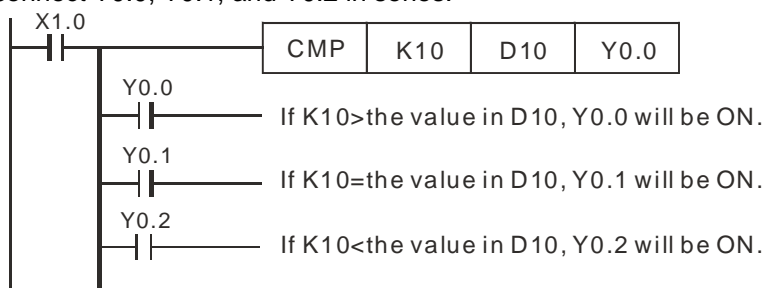 connect Y0.0, Y0.1, and Y0.2 in series.
X1.0
CMP K10 D10 Y0.0
Y0.0
If K10>the value in D10, Y0.0 will be ON.
Y0.1
If K10=the value in D10, Y0.1 will be ON.
Y0.2
If K10<the value in D10, Y0.2 will be ON.